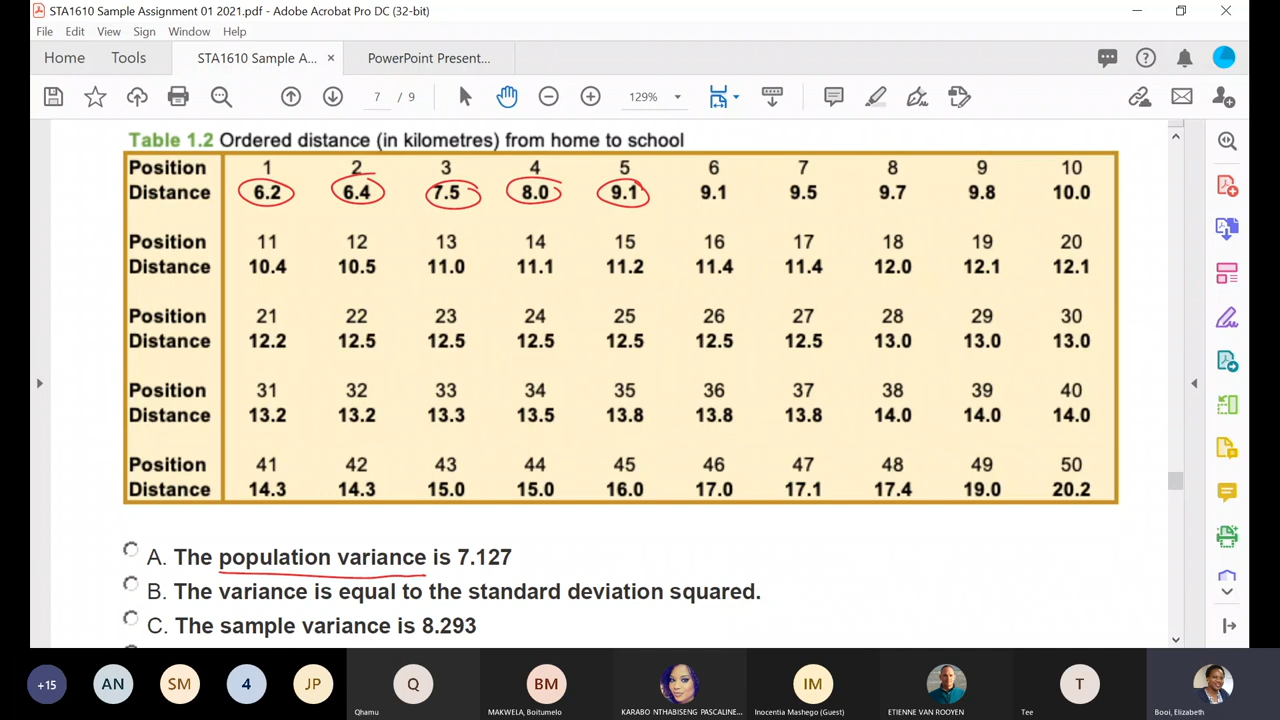 STA1610 Sample Assignment 01 2021.pdf - Adobe Acrobat Pro DC (32-bit)
File Edit View Sign Window Help
Home Tools STA1610 Sample A... × PowerPoint Present...
7 / 9 129%
Table 1.2 Ordered distance (in kilometres) from home to school
Position 1 2 3 4 5 6 7 8 9 10
Distance 6.2 6.4 7.5 8.0 9.1 9.1 9.5 9.7 9.8 10.0
Position 11 12 13 14 15 16 17 18 19 20
Distance 10.4 10.5 11.0 11.1 11.2 11.4 11.4 12.0 12.1 12.1
Position 21 22 23 24 25 26 27 28 29 30
Distance 12.2 12.5 12.5 12.5 12.5 12.5 12.5 13.0 13.0 13.0
Position 31 32 33 34 35 36 37 38 39 40
Distance 13.2 13.2 13.3 13.5 13.8 13.8 13.8 14.0 14.0 14.0
Position 41 42 43 44 45 46 47 48 49 50
Distance 14.3 14.3 15.0 15.0 16.0 17.0 17.1 17.4 19.0 20.2
A. The population variance is 7.127
B. The variance is equal to the standard deviation squared.
C. The sample variance is 8.293
+15 AN SM 4 JP Q BM IM T
Qhamu MAKWELA, Boitumelo KARABO NTHABISENG PASCALINE... Inocentia Mashego (Guest) ETIENNE VAN ROOYEN Tee Booi, Elizabeth